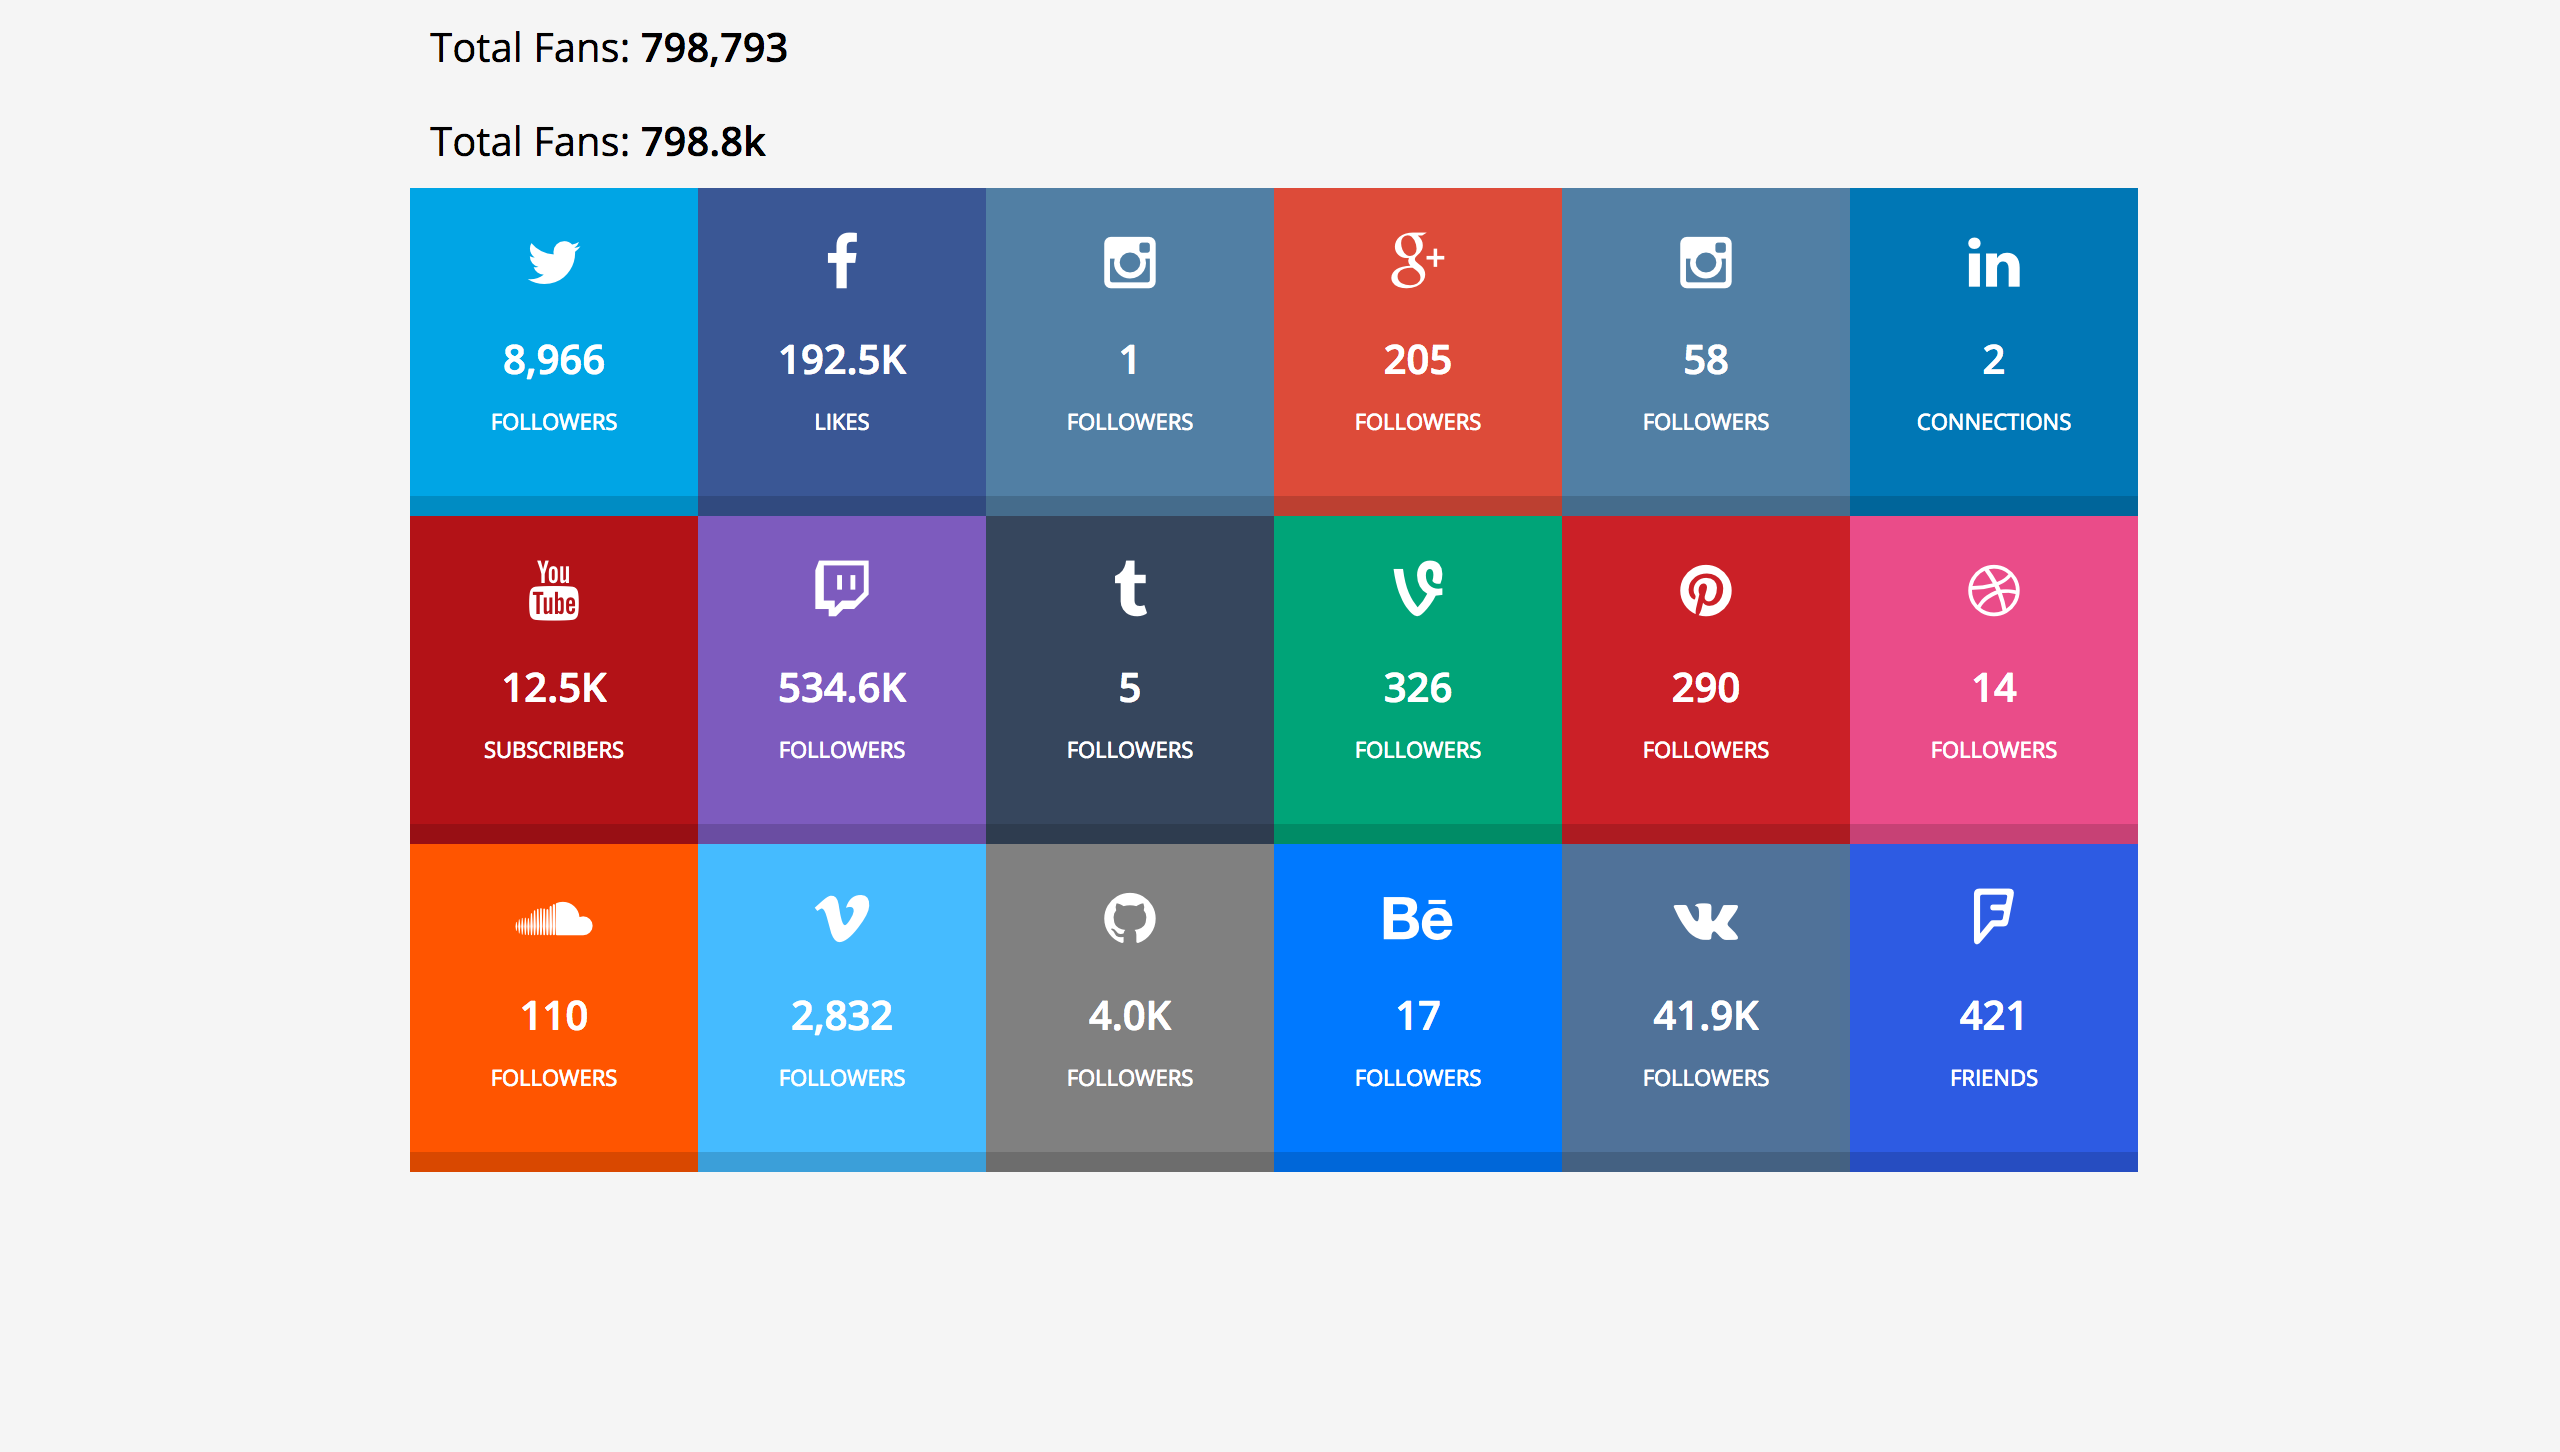 Total Fans: 798,793
Total Fans: 798.8k
g+
in
8,966
192.5K
1
205
58
2
FOLLOWERS
LIKES
FOLLOWERS
FOLLOWERS
FOLLOWERS
CONNECTIONS
You
Tube
12.5K
534.6K
5
326
290
14
SUBSCRIBERS
FOLLOWERS
FOLLOWERS
FOLLOWERS
FOLLOWERS
FOLLOWERS
Bē
110
2,832
4.0K
17
41.9K
421
FOLLOWERS
FOLLOWERS
FOLLOWERS
FOLLOWERS
FOLLOWERS
FRIENDS